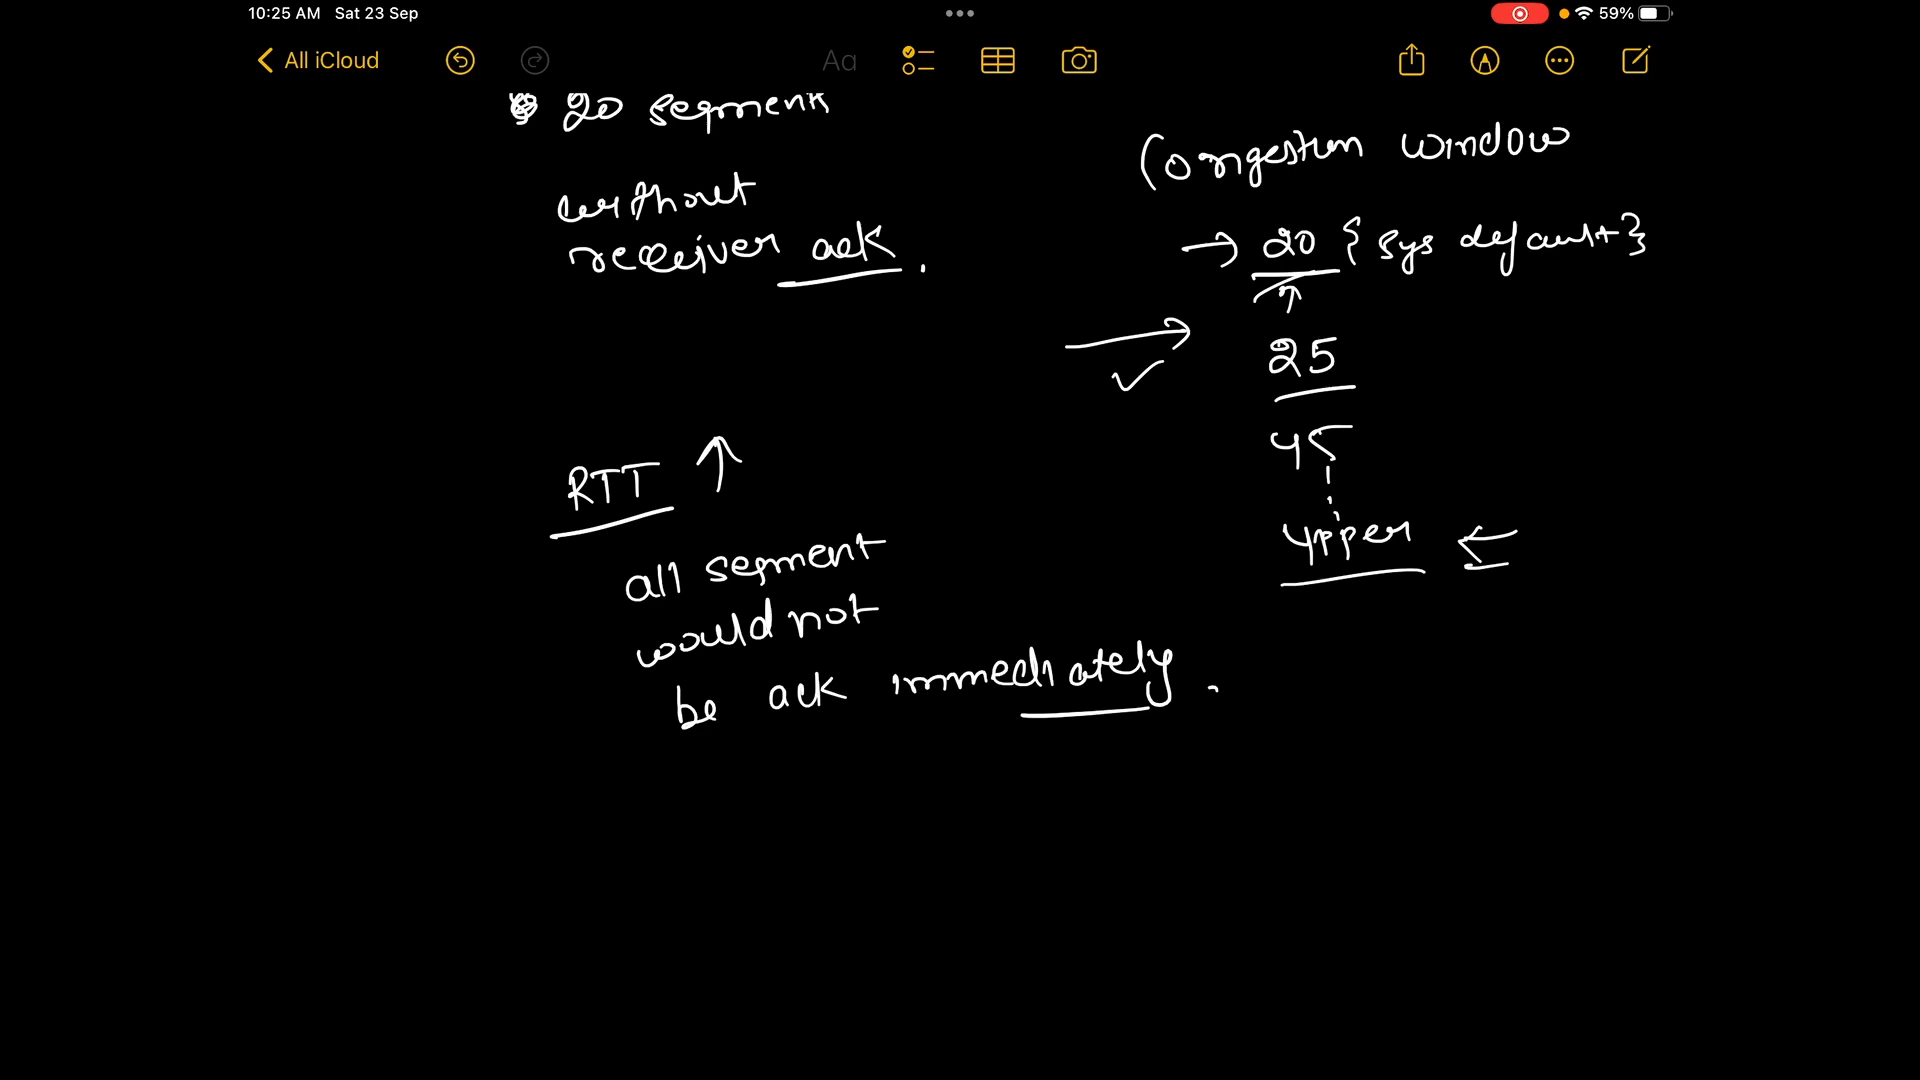 10:25 AM Sat 23 Sep
59%
All iCloud
Aa
20 segment
without
receiver ack.
Congestion window
→ 20 {sys default}
25
45
upper
RTT ↑
all segment
would not
be ack immediately.